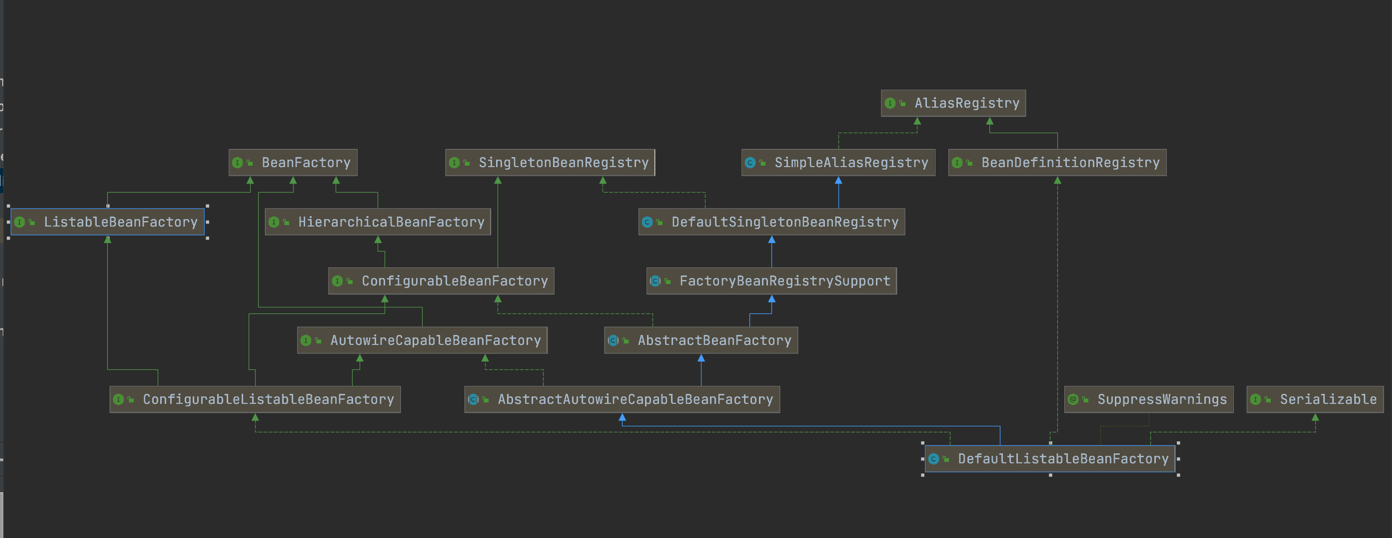 AliasRegistry
BeanFactory
SingletonBeanRegistry
SimpleAliasRegistry
BeanDefinitionRegistry
ListableBeanFactory
HierarchicalBeanFactory
DefaultSingletonBeanRegistry
ConfigurableBeanFactory
FactoryBeanRegistrySupport
AutowireCapableBeanFactory
AbstractBeanFactory
ConfigurableListableBeanFactory
AbstractAutowireCapableBeanFactory
SuppressWarnings
Serializable
DefaultListableBeanFactory